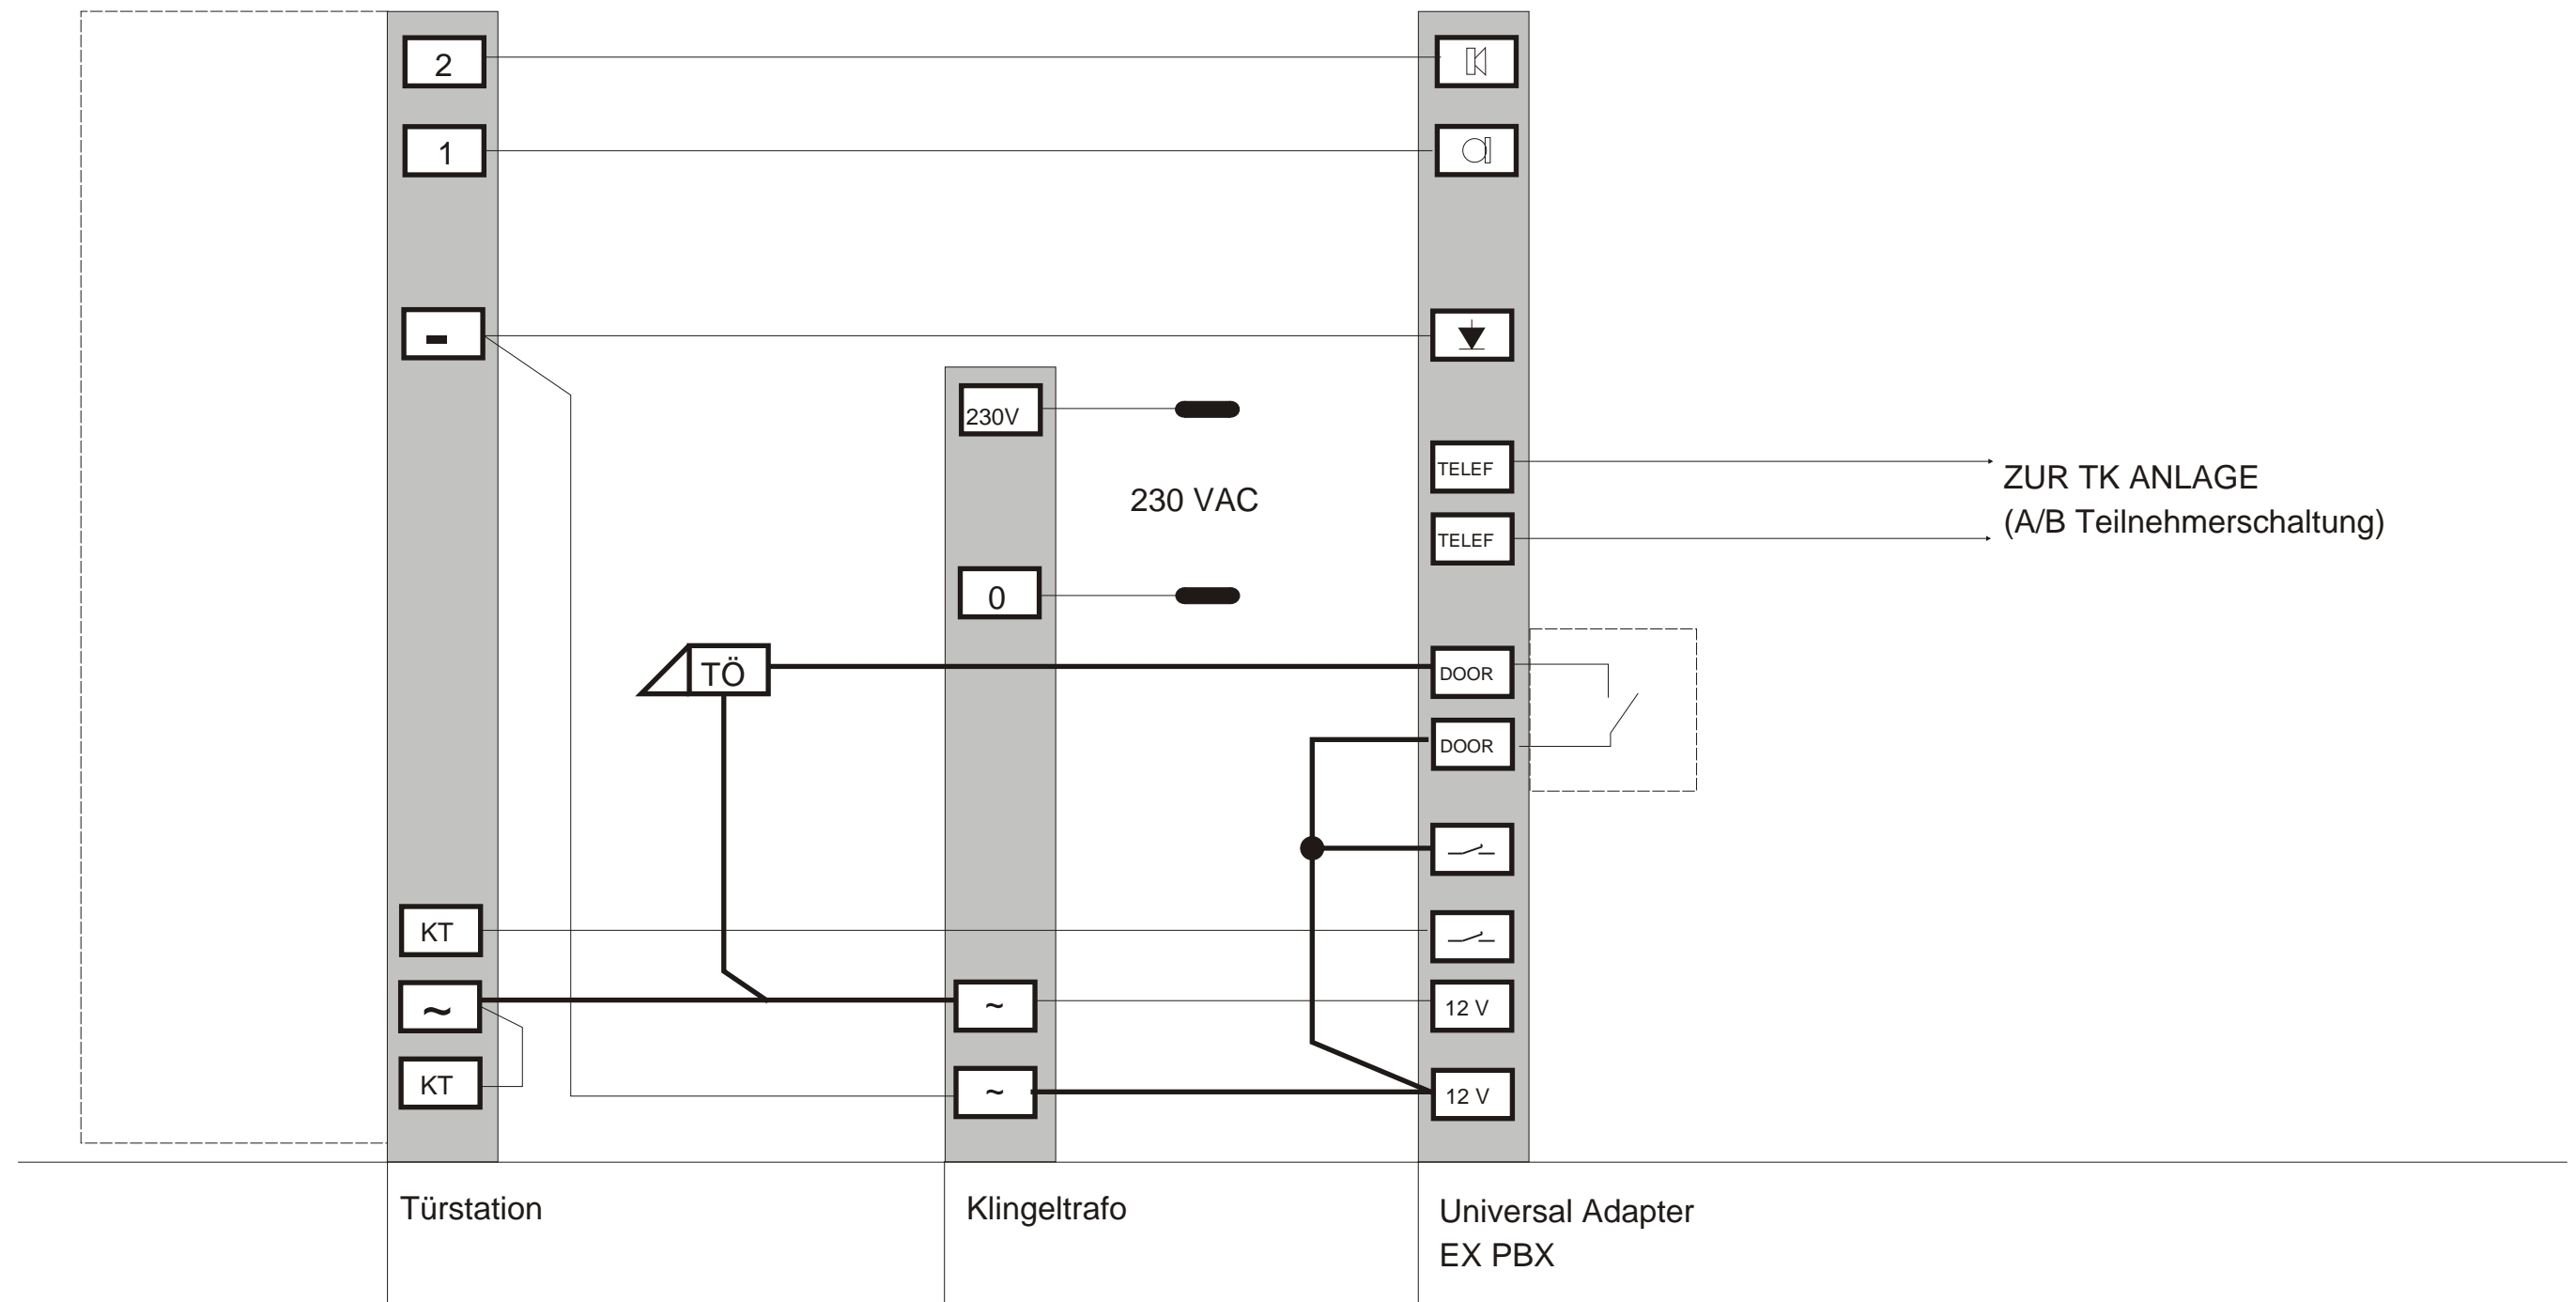 2
1
-
230V
230 VAC
0
TELEF
TELEF
ZUR TK ANLAGE
(A/B Teilnehmerschaltung)
TÖ
DOOR
DOOR
KT
~
KT
~
~
12 V
12 V
Türstation
Klingeltrafo
Universal Adapter
EX PBX